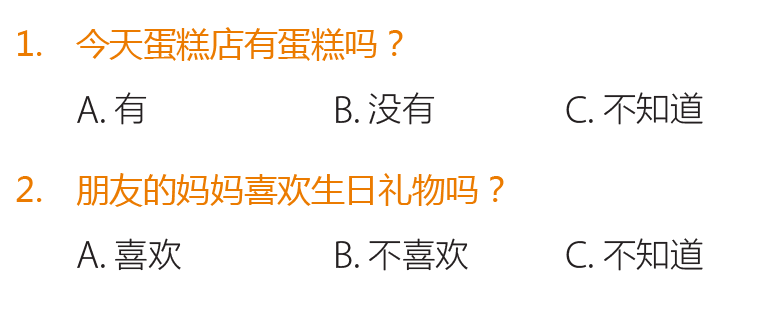 1. 今天蛋糕店有蛋糕吗？
A. 有 B. 没有 C. 不知道
2. 朋友的妈妈喜欢生日礼物吗？
A. 喜欢 B. 不喜欢 C. 不知道